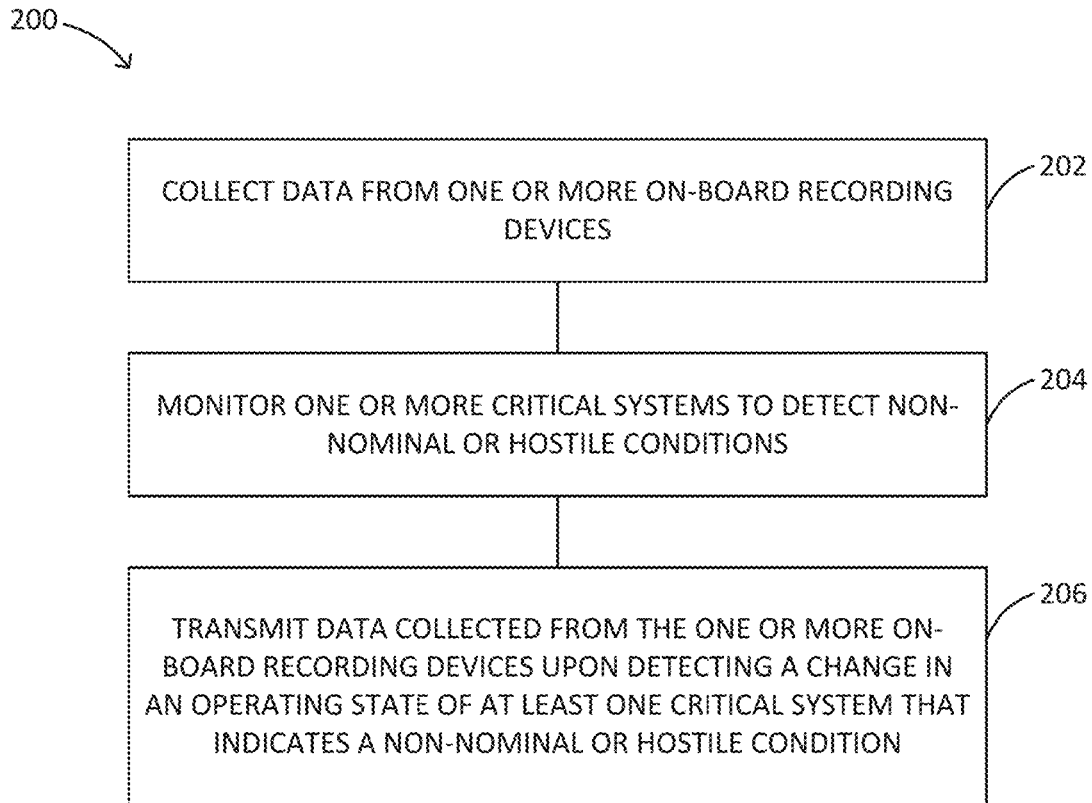 200
COLLECT DATA FROM ONE OR MORE ON-BOARD RECORDING
DEVICES
202
MONITOR ONE OR MORE CRITICAL SYSTEMS TO DETECT NON-
NOMINAL OR HOSTILE CONDITIONS
204
TRANSMIT DATA COLLECTED FROM THE ONE OR MORE ON-
BOARD RECORDING DEVICES UPON DETECTING A CHANGE IN
AN OPERATING STATE OF AT LEAST ONE CRITICAL SYSTEM THAT
INDICATES A NON-NOMINAL OR HOSTILE CONDITION
206